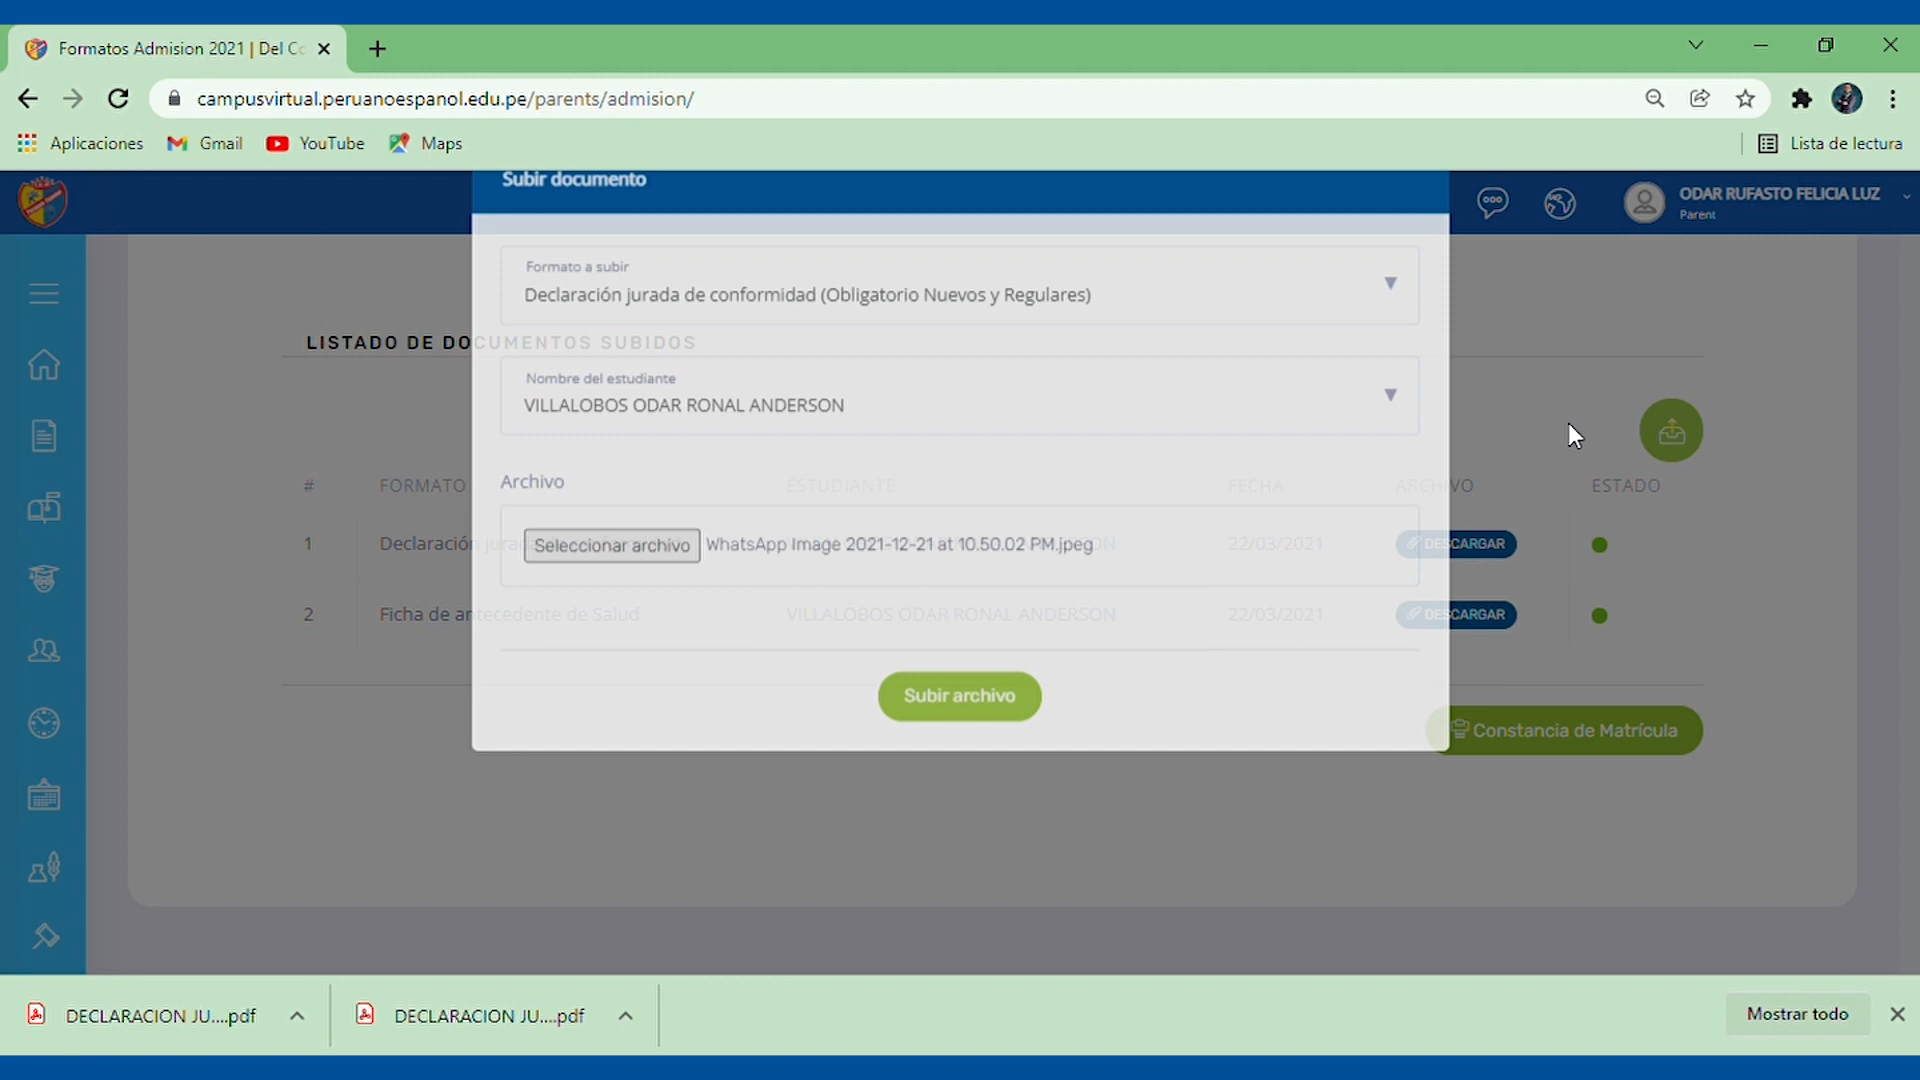 Formatos Admision 2021 | Del Co
campusvirtual.peruanoespanol.edu.pe/parents/admision/
Aplicaciones
Gmail
YouTube
Maps
Lista de lectura
Subir documento
ODAR RUFASTO FELICIA LUZ
Parent
Formato a subir
Declaración jurada de conformidad (Obligatorio Nuevos y Regulares)
LISTADO DE DOCUMENTOS SUBIDOS
Nombre del estudiante
VILLALOBOS ODAR RONAL ANDERSON
Archivo
# FORMATO ESTUDIANTE FECHA ARCHIVO ESTADO
Seleccionar archivo WhatsApp Image 2021-12-21 at 10.50.02 PM.jpeg
1 Declaración jurada 22/03/2021 DESCARGAR
2 Ficha de antecedente de Salud VILLALOBOS ODAR RONAL ANDERSON 22/03/2021 DESCARGAR
Subir archivo
Constancia de Matrícula
DECLARACION JU....pdf
DECLARACION JU....pdf
Mostrar todo